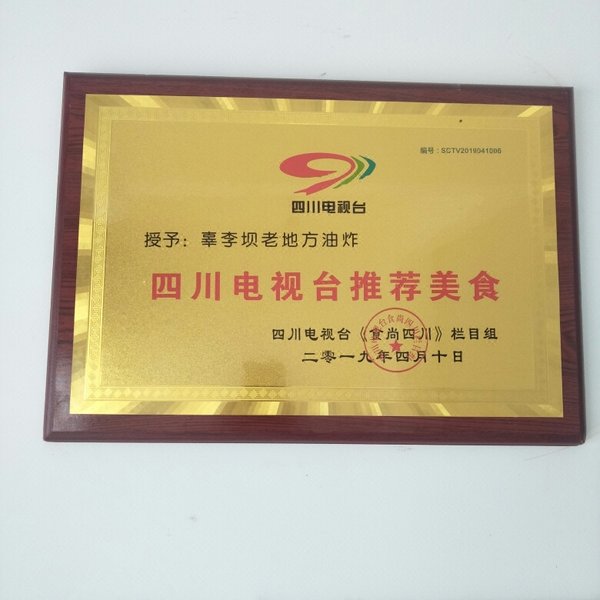 编号:SCTV2019041086
四川电视台
授予:辜李坝老地方油炸
四川电视台推荐美食
四川电视台《食尚四川》栏目组
二零一九年四月十日